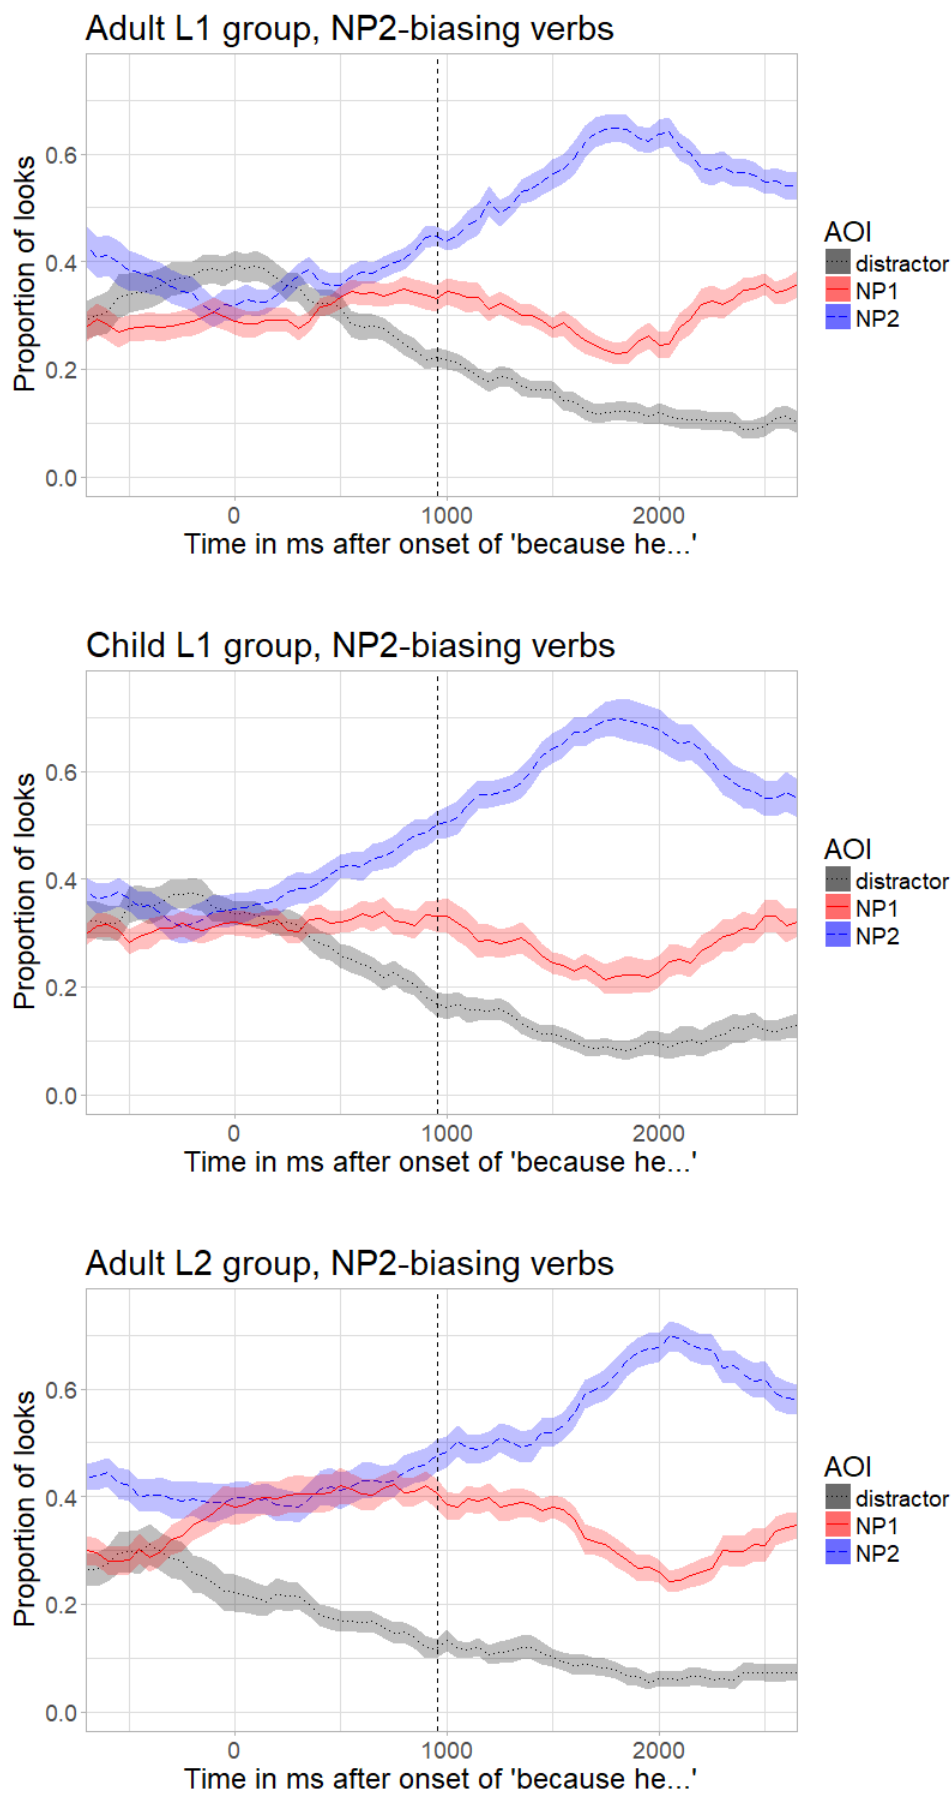 Adult L1 group, NP2-biasing verbs
Proportion of looks
0.6
0.4
0.2
0.0
0 1000 2000
Time in ms after onset of 'because he...'
AOI
distractor
NP1
NP2
Child L1 group, NP2-biasing verbs
Proportion of looks
0.6
0.4
0.2
0.0
0 1000 2000
Time in ms after onset of 'because he...'
AOI
distractor
NP1
NP2
Adult L2 group, NP2-biasing verbs
Proportion of looks
0.6
0.4
0.2
0.0
0 1000 2000
Time in ms after onset of 'because he...'
AOI
distractor
NP1
NP2